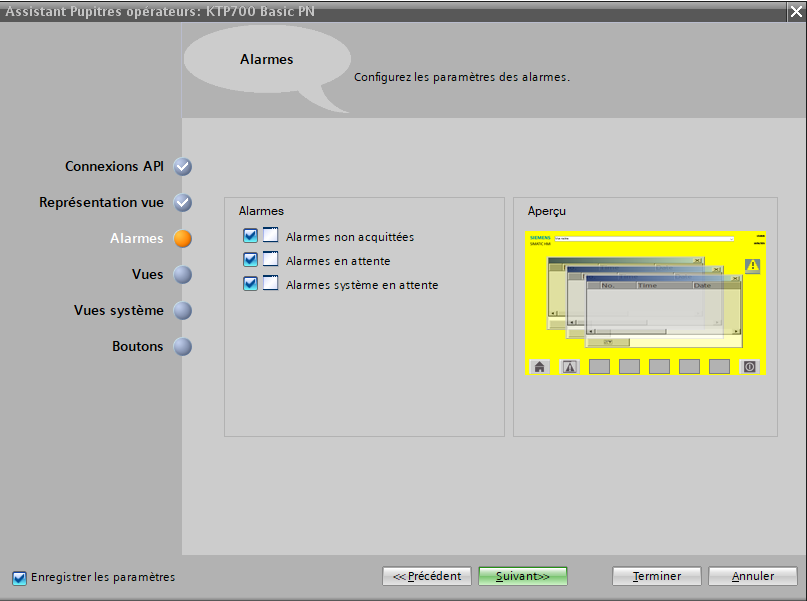 Assistant Pupitres opérateurs: KTP700 Basic PN
Alarmes
Configurez les paramètres des alarmes.
Connexions API
Représentation vue
Alarmes
Vues
Vues système
Boutons
Alarmes
Alarmes non acquittées
Alarmes en attente
Alarmes système en attente
Aperçu
SIEMENS
SIMATIC HMI
No. Time Date
Enregistrer les paramètres
<<Précédent
Suivant>>
Terminer
Annuler